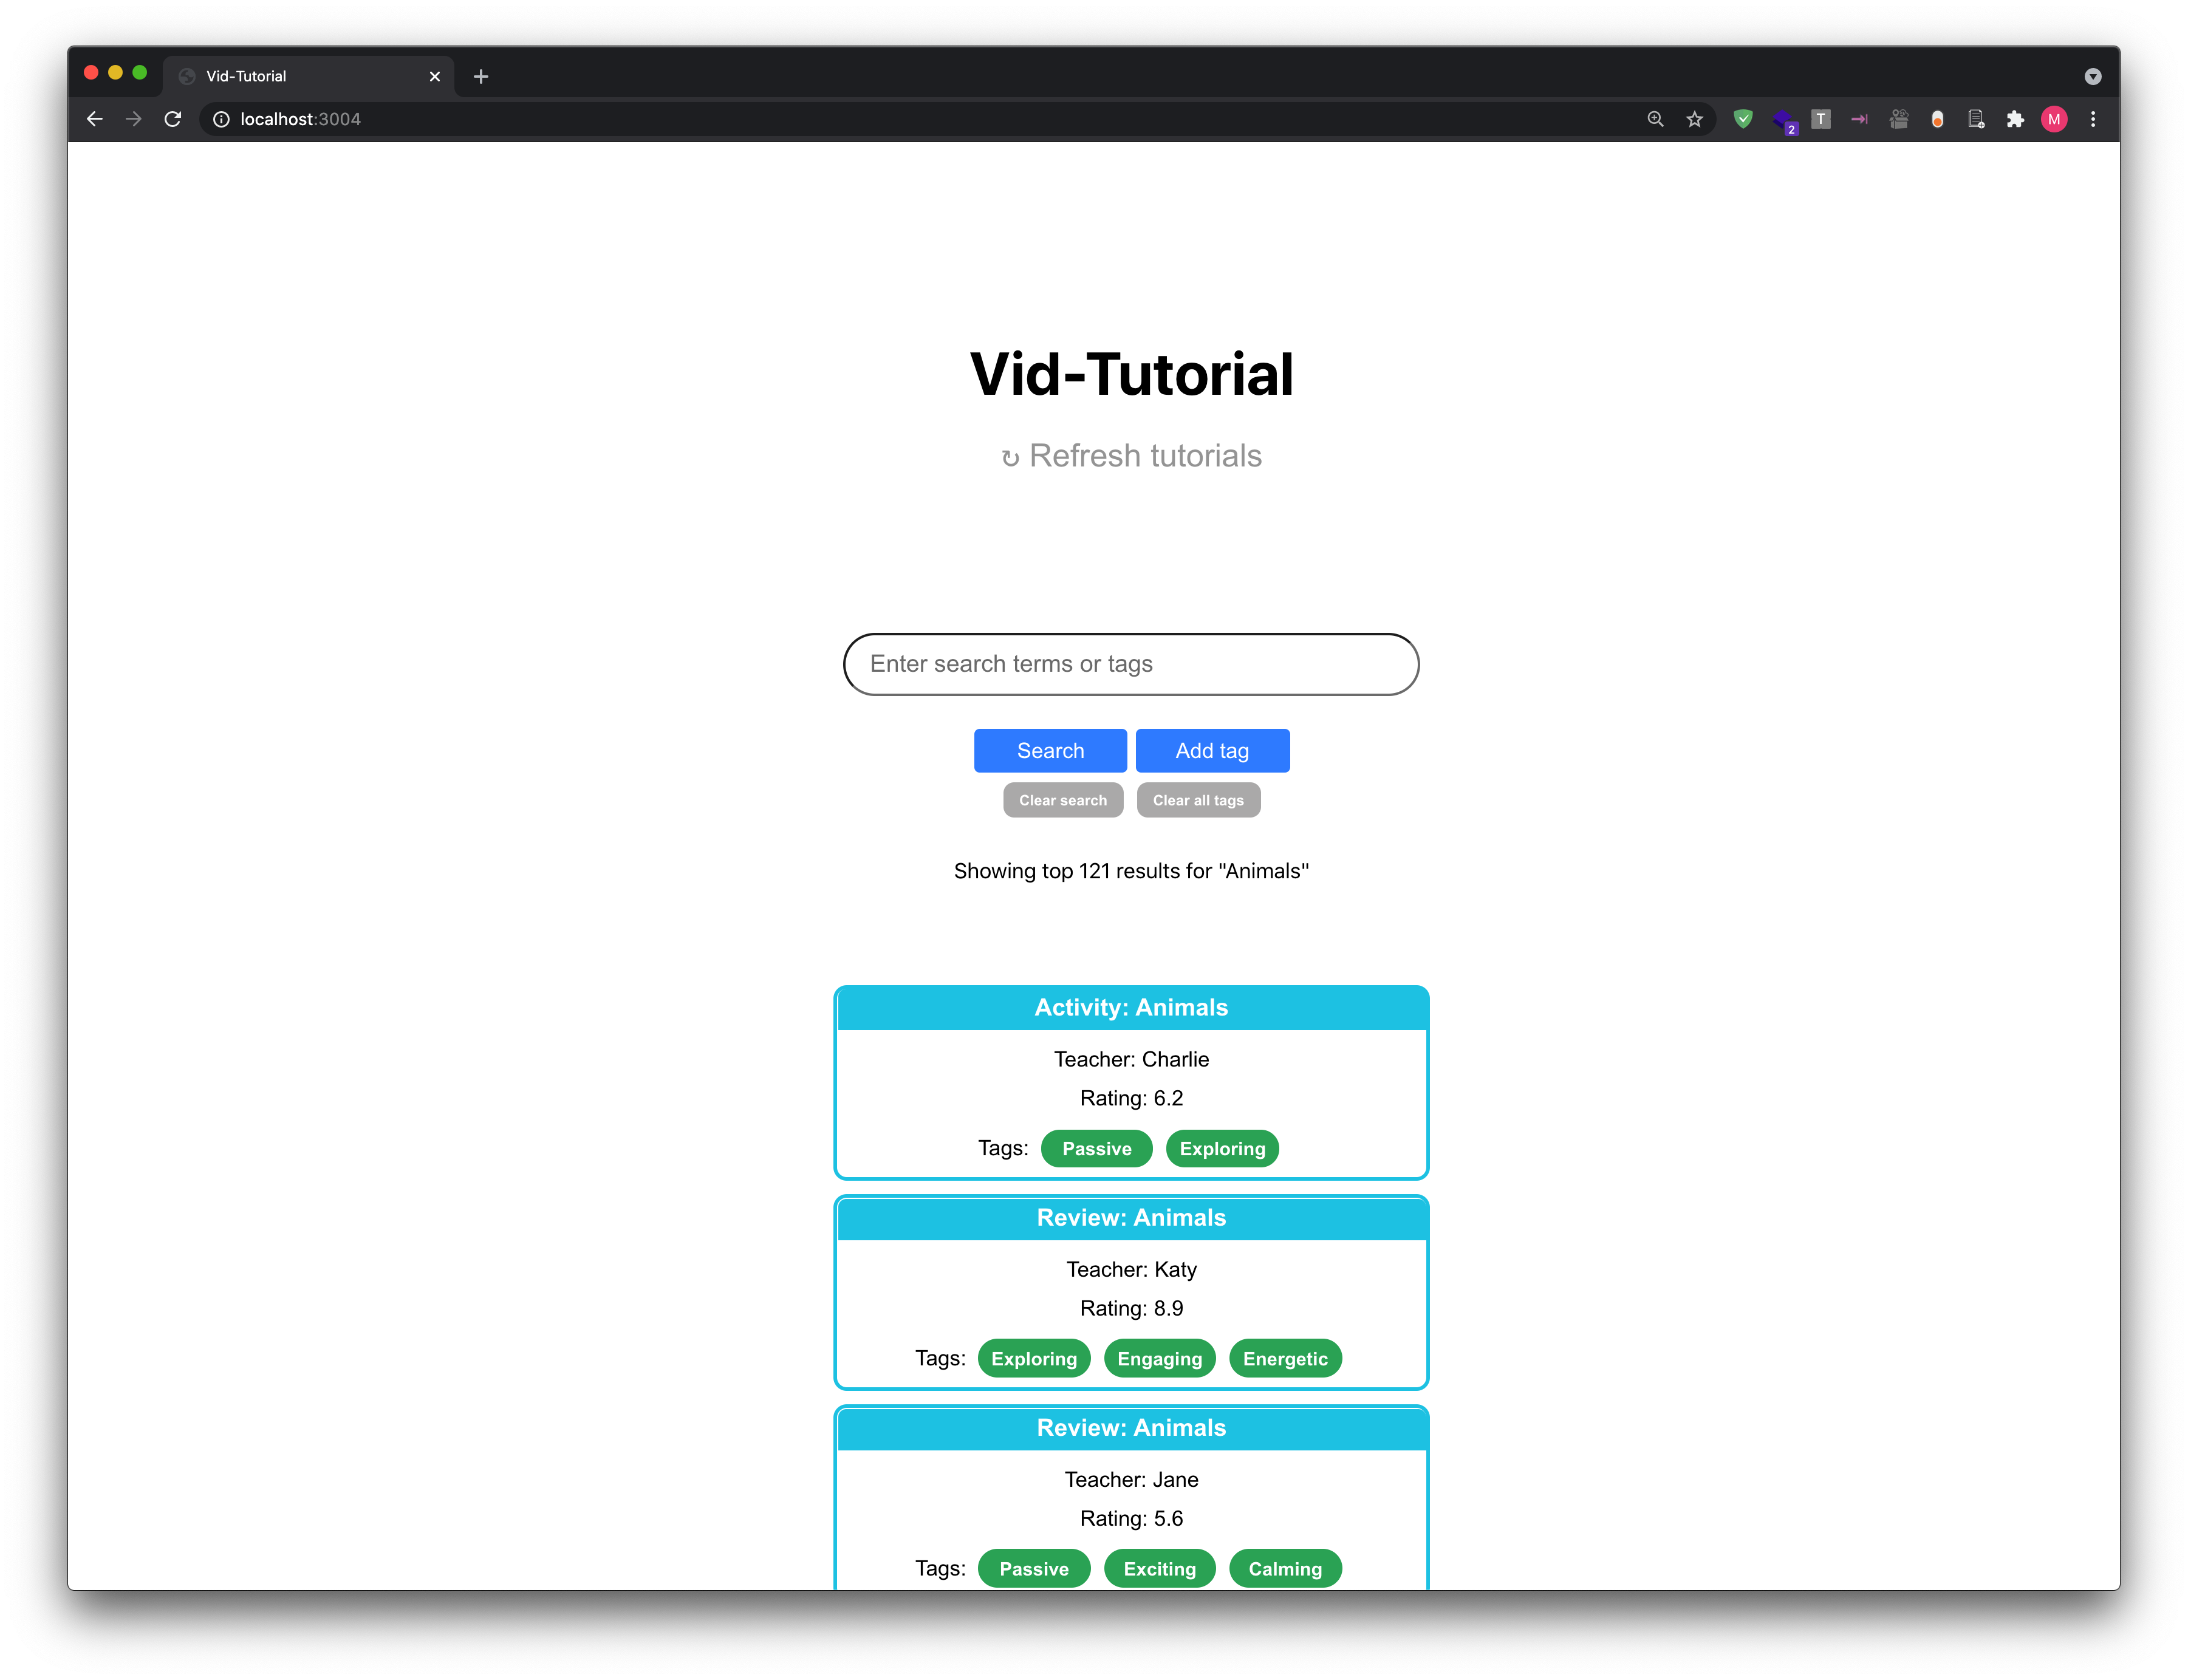 Vid-Tutorial
localhost:3004
2
T
M
Vid-Tutorial
↻ Refresh tutorials
Enter search terms or tags
Search Add tag
Clear search Clear all tags
Showing top 121 results for "Animals"
Activity: Animals
Teacher: Charlie
Rating: 6.2
Tags: Passive Exploring
Review: Animals
Teacher: Katy
Rating: 8.9
Tags: Exploring Engaging Energetic
Review: Animals
Teacher: Jane
Rating: 5.6
Tags: Passive Exciting Calming